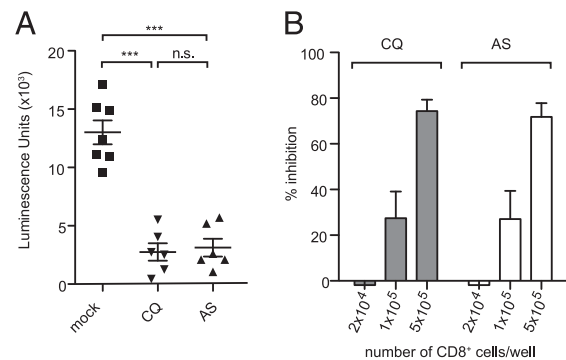 A
***
***
n.s.
Luminescence Units (x10³)
20
15
10
5
0
mock
CQ
AS
B
CQ
AS
% inhibition
100
80
60
40
20
0
2x10⁴
1x10⁵
5x10⁵
2x10⁴
1x10⁵
5x10⁵
number of CD8⁺ cells/well